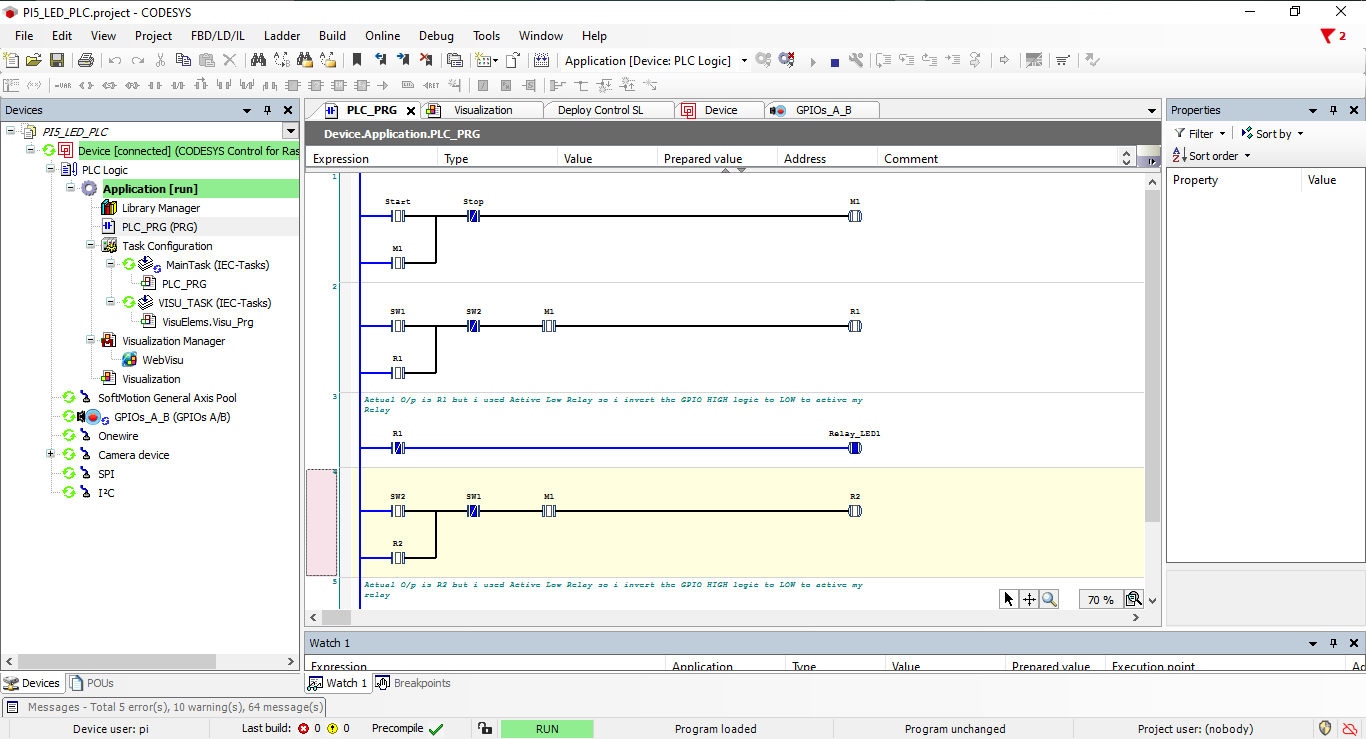 PI5_LED_PLC.project - CODESYS
File Edit View Project FBD/LD/IL Ladder Build Online Debug Tools Window Help
2
Application [Device: PLC Logic]
Devices
PI5_LED_PLC
Device [connected] (CODESYS Control for Ras
PLC Logic
Application [run]
Library Manager
PLC_PRG (PRG)
Task Configuration
MainTask (IEC-Tasks)
PLC_PRG
VISU_TASK (IEC-Tasks)
VisuElems.Visu_Prg
Visualization Manager
WebVisu
Visualization
SoftMotion General Axis Pool
GPIOs_A_B (GPIOs A/B)
Onewire
Camera device
SPI
I²C
Devices POUs
PLC_PRG Visualization Deploy Control SL Device GPIOs_A_B
Device.Application.PLC_PRG
Expression Type Value Prepared value Address Comment
1
Start Stop M1
M1
2
SW1 SW2 M1 R1
R1
3
Actual O/p is R1 but i used Active Low Relay so i invert the GPIO HIGH logic to LOW to active my
Relay
R1 Relay_LED1
4
SW2 SW1 M1 R2
R2
5
Actual O/p is R2 but i used Active Low Relay so i invert the GPIO HIGH logic to LOW to active my
relay
70 %
Properties
Filter Sort by
Sort order
Property Value
Watch 1
Expression Application Type Value Prepared value Execution point Ad
Watch 1 Breakpoints
Messages - Total 5 error(s), 10 warning(s), 64 message(s)
Device user: pi Last build: 0 0 Precompile RUN Program loaded Program unchanged Project user: (nobody)